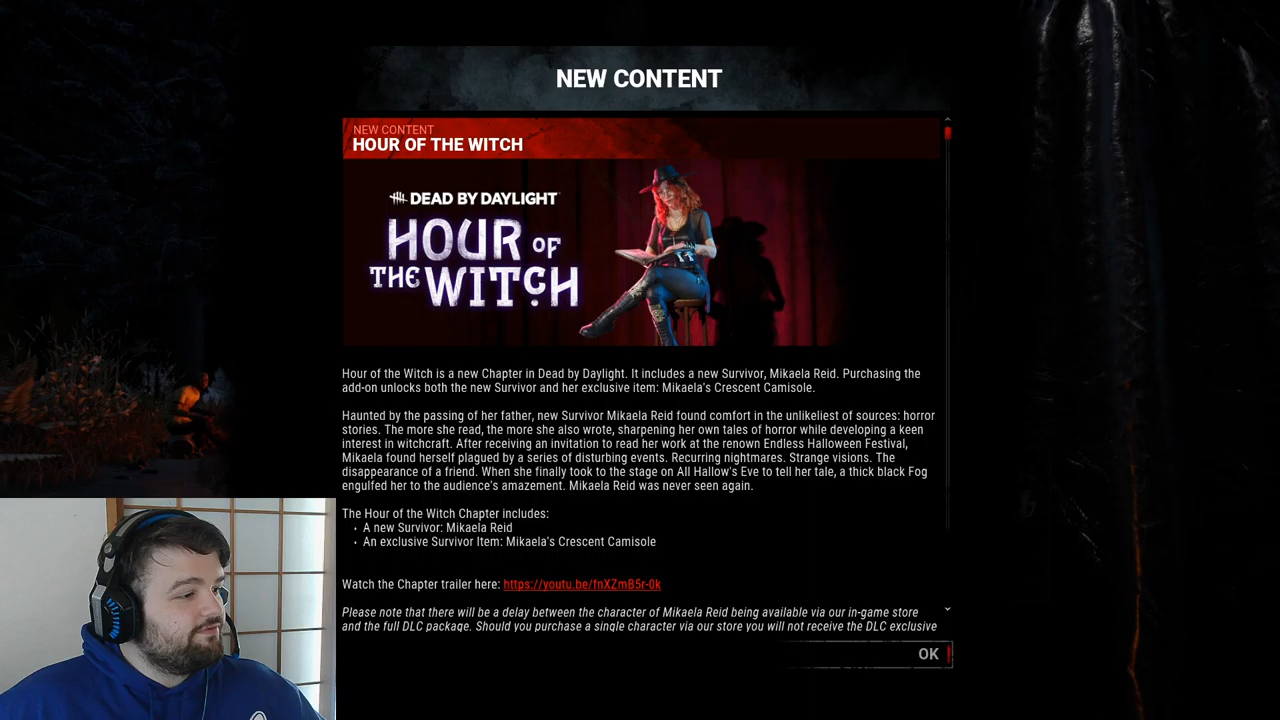 NEW CONTENT
NEW CONTENT
HOUR OF THE WITCH
DEAD BY DAYLIGHT
HOUR OF
THE WITCH
Hour of the Witch is a new Chapter in Dead by Daylight. It includes a new Survivor, Mikaela Reid. Purchasing the
add-on unlocks both the new Survivor and her exclusive item: Mikaela's Crescent Camisole.
Haunted by the passing of her father, new Survivor Mikaela Reid found comfort in the unlikeliest of sources: horror
stories. The more she read, the more she also wrote, sharpening her own tales of horror while developing a keen
interest in witchcraft. After receiving an invitation to read her work at the renown Endless Halloween Festival,
Mikaela found herself plagued by a series of disturbing events. Recurring nightmares. Strange visions. The
disappearance of a friend. When she finally took to the stage on All Hallow's Eve to tell her tale, a thick black Fog
engulfed her to the audience's amazement. Mikaela Reid was never seen again.
The Hour of the Witch Chapter includes:
• A new Survivor: Mikaela Reid
• An exclusive Survivor Item: Mikaela's Crescent Camisole
Watch the Chapter trailer here: https://youtu.be/fnXZmB5r-0k
Please note that there will be a delay between the character of Mikaela Reid being available via our in-game store
and the full DLC package. Should you purchase a single character via our store you will not receive the DLC exclusive
OK